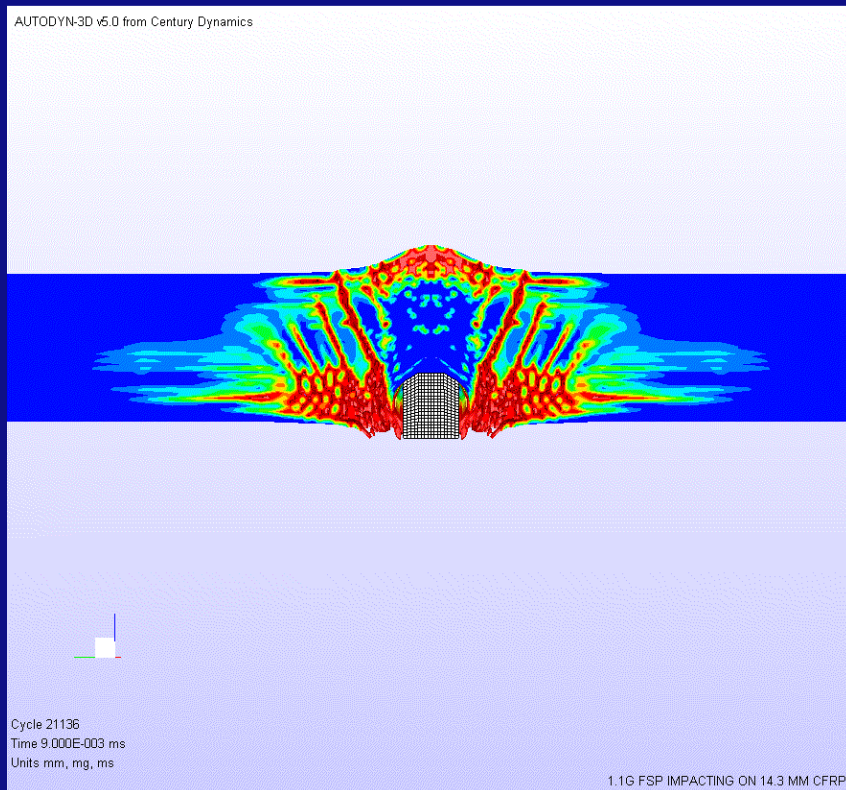 AUTODYN-3D v5.0 from Century Dynamics
Cycle 21136
Time 9.000E-003 ms
Units mm, mg, ms
1.1G FSP IMPACTING ON 14.3 MM CFRP